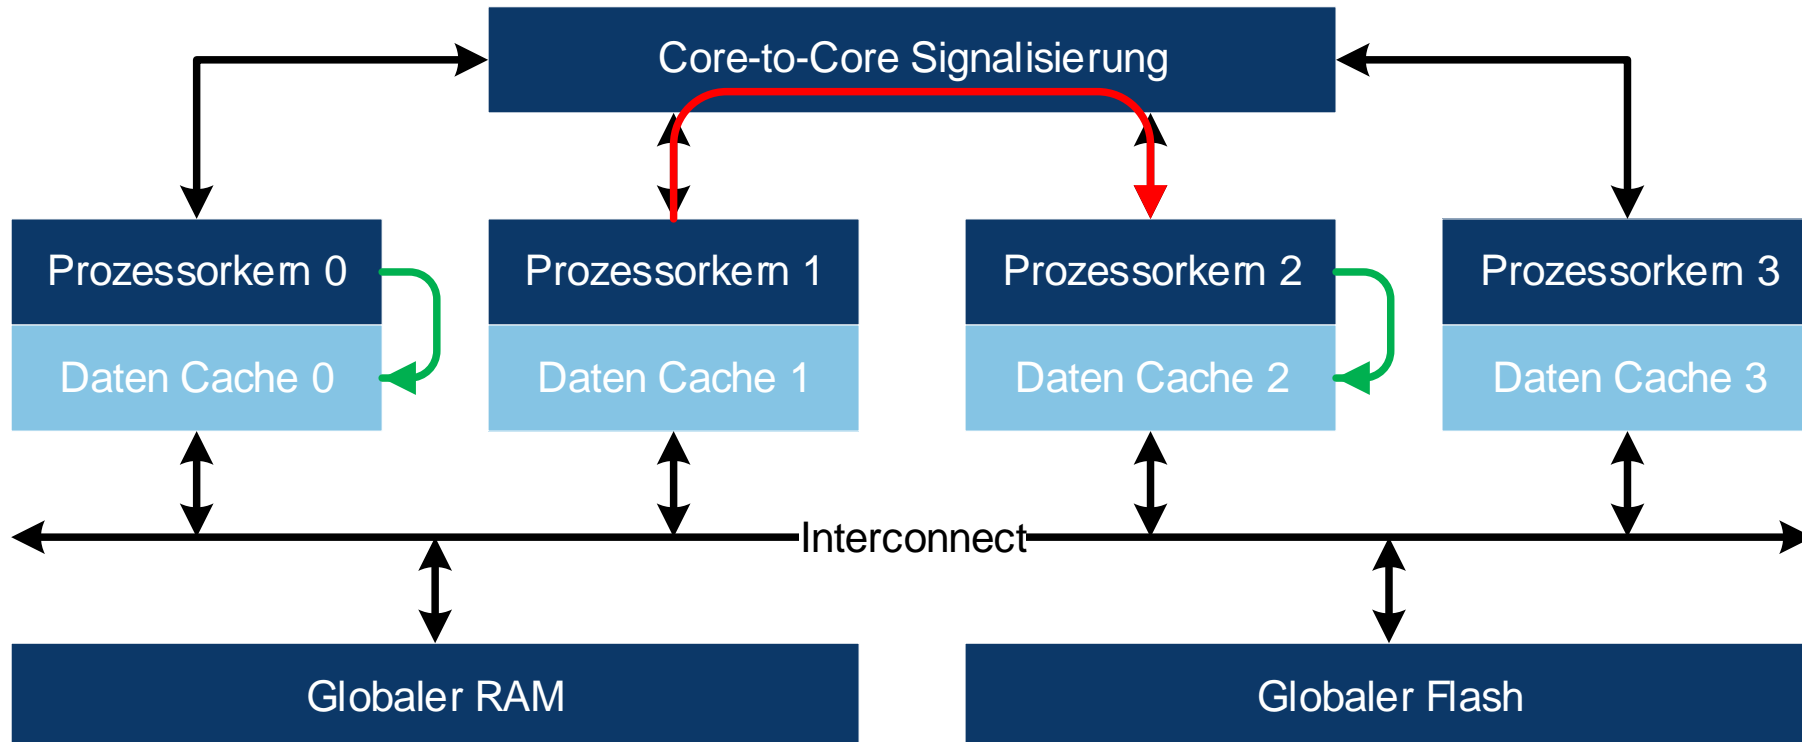 Core-to-Core Signalisierung
Prozessorkern 0
Prozessorkern 1
Prozessorkern 2
Prozessorkern 3
Daten Cache 0
Daten Cache 1
Daten Cache 2
Daten Cache 3
Interconnect
Globaler RAM
Globaler Flash